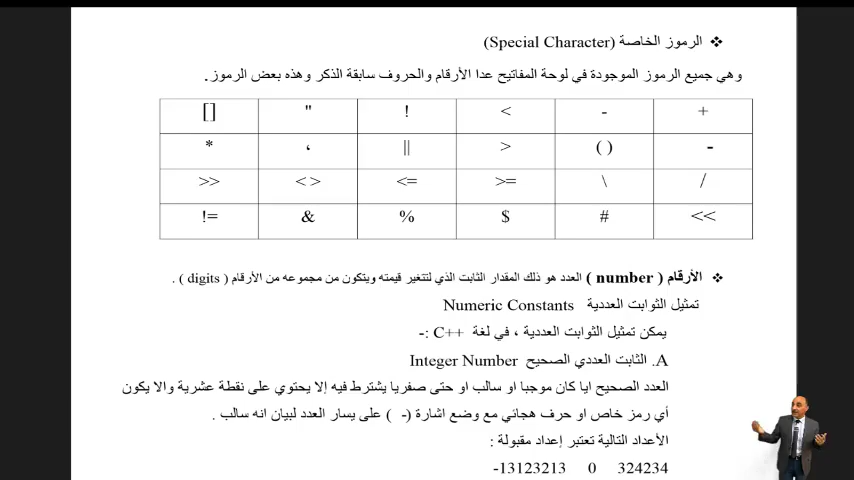 ❖ الرموز الخاصة (Special Character)
وهي جميع الرموز الموجودة في لوحة المفاتيح عدا الأرقام والحروف سابقة الذكر وهذه بعض الرموز.
+ - < ! " []
- ( ) > || ، *
/ \ >= <= < > >>
<< # $ % & !=
❖ الأرقام ( number ) العدد هو ذلك المقدار الثابت الذي لتتغير قيمته ويتكون من مجموعه من الأرقام ( digits ) .
تمثيل الثوابت العددية Numeric Constants
يمكن تمثيل الثوابت العددية ، في لغة C++ :-
A. الثابت العددي الصحيح Integer Number
العدد الصحيح ايا كان موجبا او سالب او حتى صفريا يشترط فيه إلا يحتوي على نقطة عشرية والا يكون
أي رمز خاص او حرف هجائي مع وضع اشارة (- ) على يسار العدد لبيان انه سالب .
الأعداد التالية تعتبر إعداد مقبولة :
-13123213 0 324234